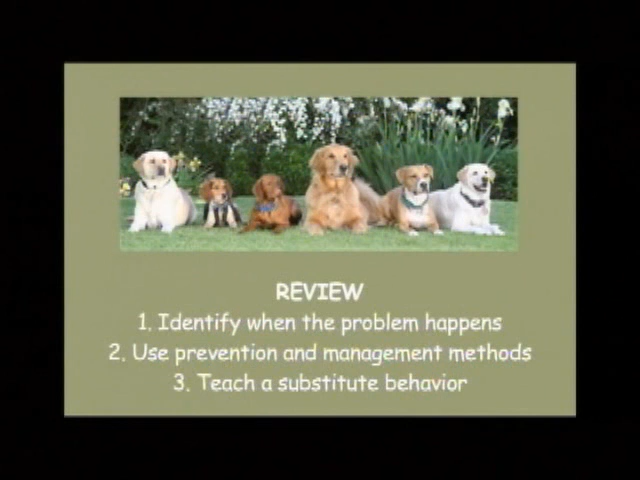 REVIEW
1. Identify when the problem happens
2. Use prevention and management methods
3. Teach a substitute behavior